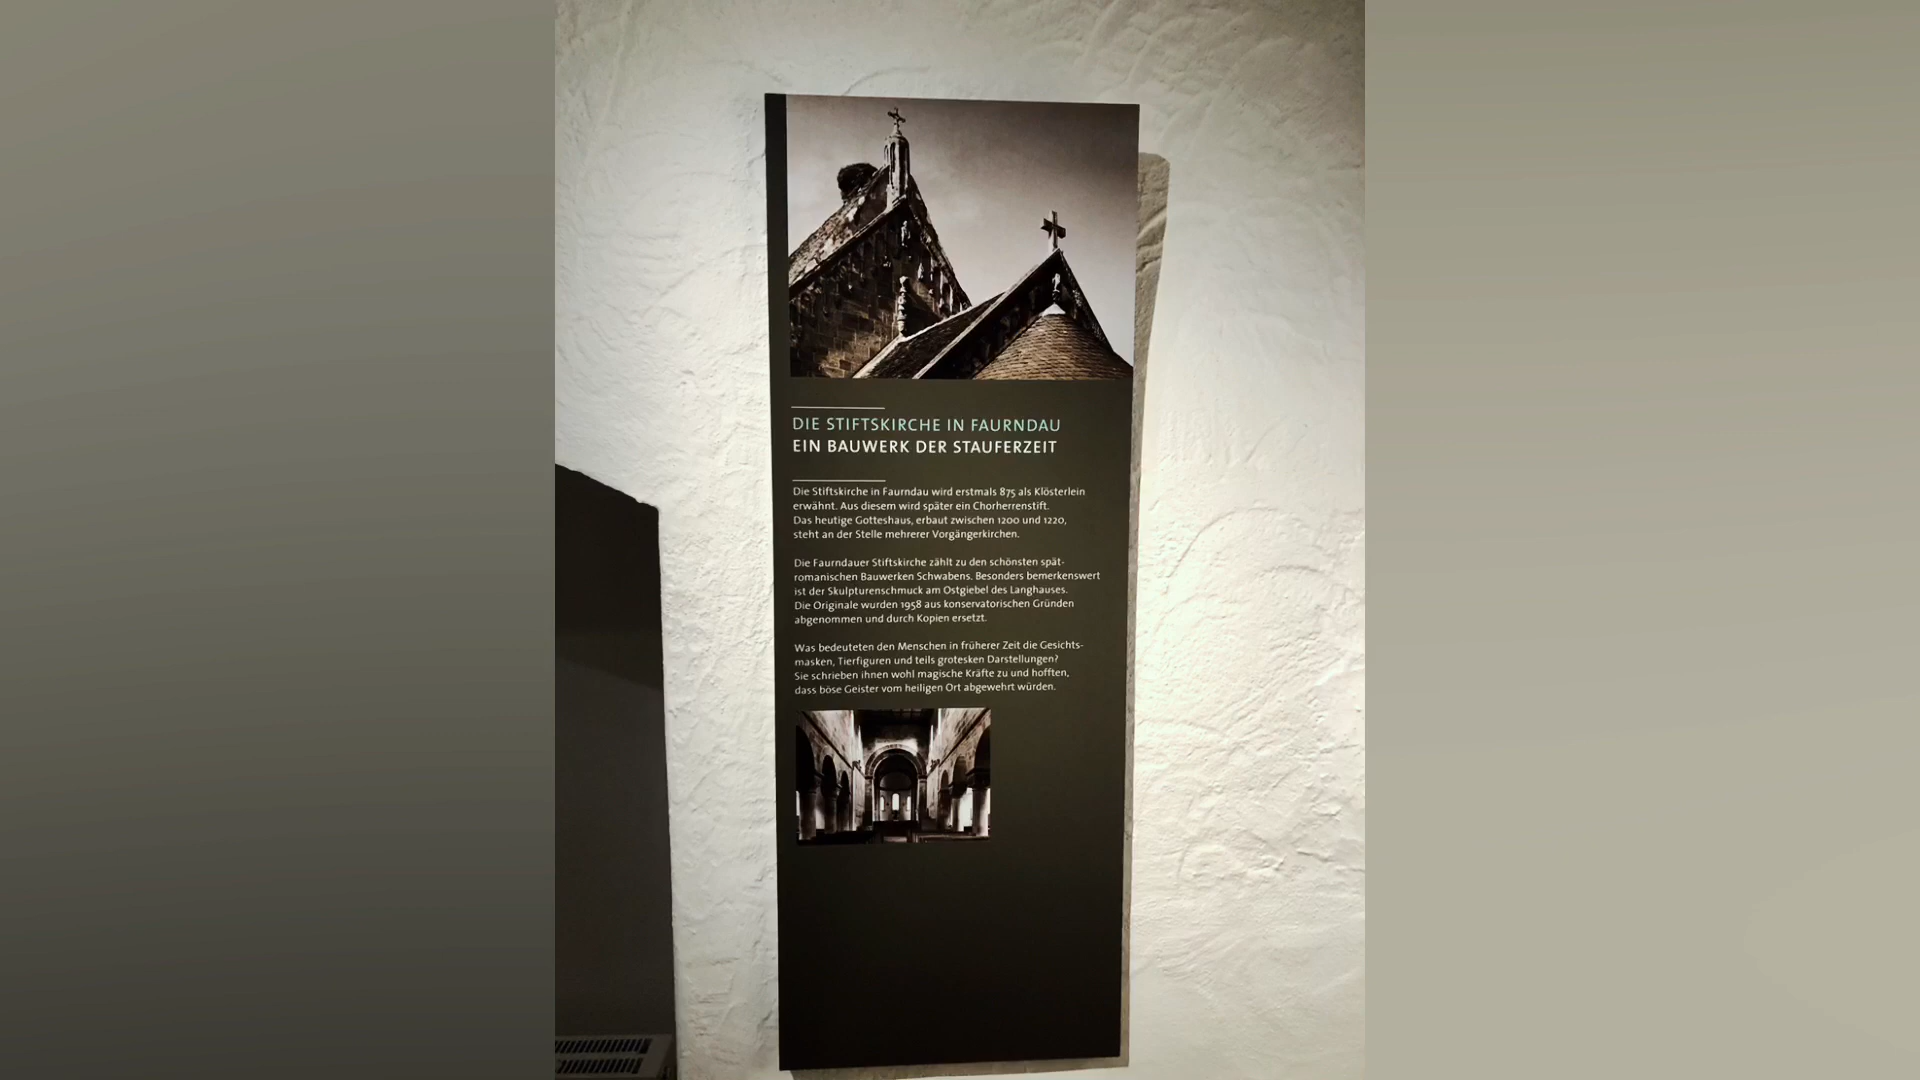 DIE STIFTSKIRCHE IN FAURNDAU
EIN BAUWERK DER STAUFERZEIT
Die Stiftskirche in Faurndau wird erstmals 875 als Klösterlein
erwähnt. Aus diesem wird später ein Chorherrenstift.
Das heutige Gotteshaus, erbaut zwischen 1200 und 1220,
steht an der Stelle mehrerer Vorgängerkirchen.
Die Faurndauer Stiftskirche zählt zu den schönsten spät-
romanischen Bauwerken Schwabens. Besonders bemerkenswert
ist der Skulpturenschmuck am Ostgiebel des Langhauses.
Die Originale wurden 1958 aus konservatorischen Gründen
abgenommen und durch Kopien ersetzt.
Was bedeuteten den Menschen in früherer Zeit die Gesichts-
masken, Tierfiguren und teils grotesken Darstellungen?
Sie schrieben ihnen wohl magische Kräfte zu und hofften,
dass böse Geister vom heiligen Ort abgewehrt würden.